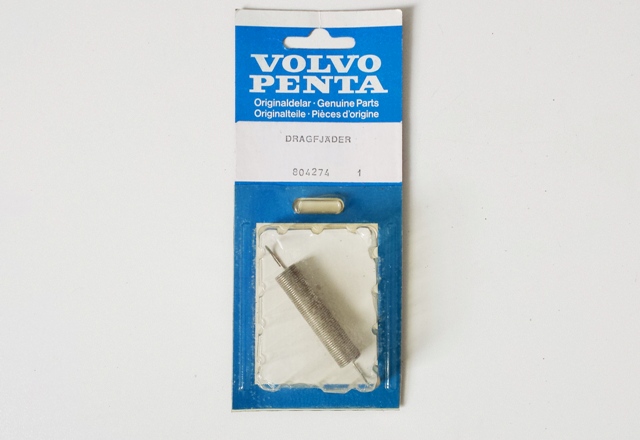 VOLVO
PENTA
Originaldelar · Genuine Parts
Originalteile · Pièces d'origine
DRAGFJÄDER
804274 1